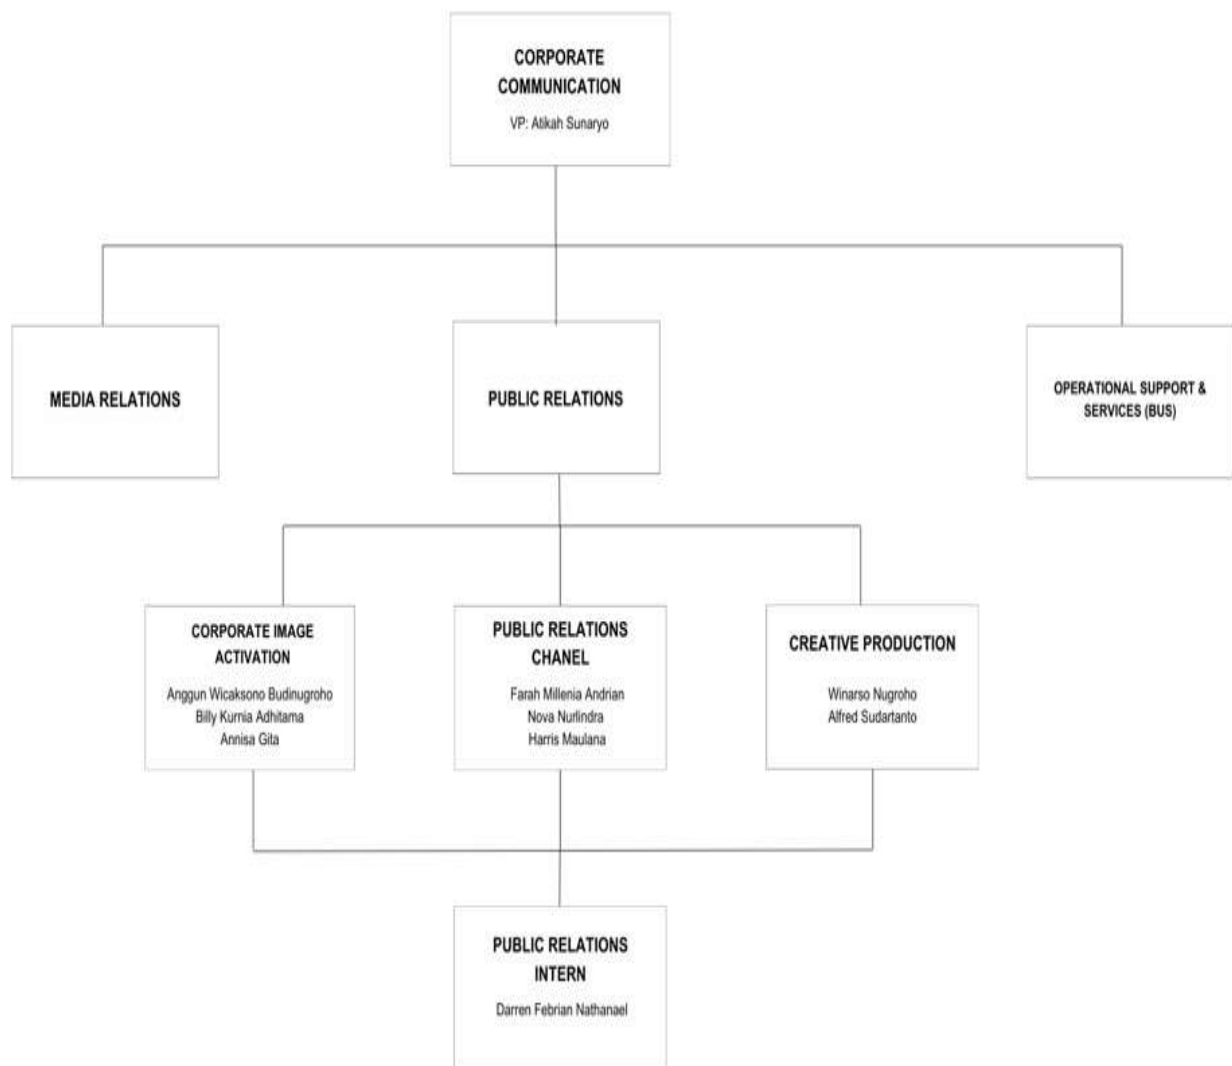 CORPORATE
COMMUNICATION
VP: Atikah Sunaryo
MEDIA RELATIONS
PUBLIC RELATIONS
OPERATIONAL SUPPORT &
SERVICES (BUS)
CORPORATE IMAGE
ACTIVATION
Anggun Wicaksono Budinugroho
Billy Kurnia Adhitama
Annisa Gita
PUBLIC RELATIONS
CHANEL
Farah Millenia Andrian
Nova Nurlindra
Harris Maulana
CREATIVE PRODUCTION
Winarso Nugroho
Alfred Sudartanto
PUBLIC RELATIONS
INTERN
Darren Febrian Nathanael